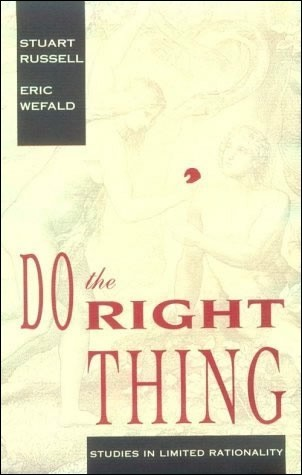 STUART
RUSSELL
ERIC
WEFALD
DO the
RIGHT
THING
STUDIES IN LIMITED RATIONALITY